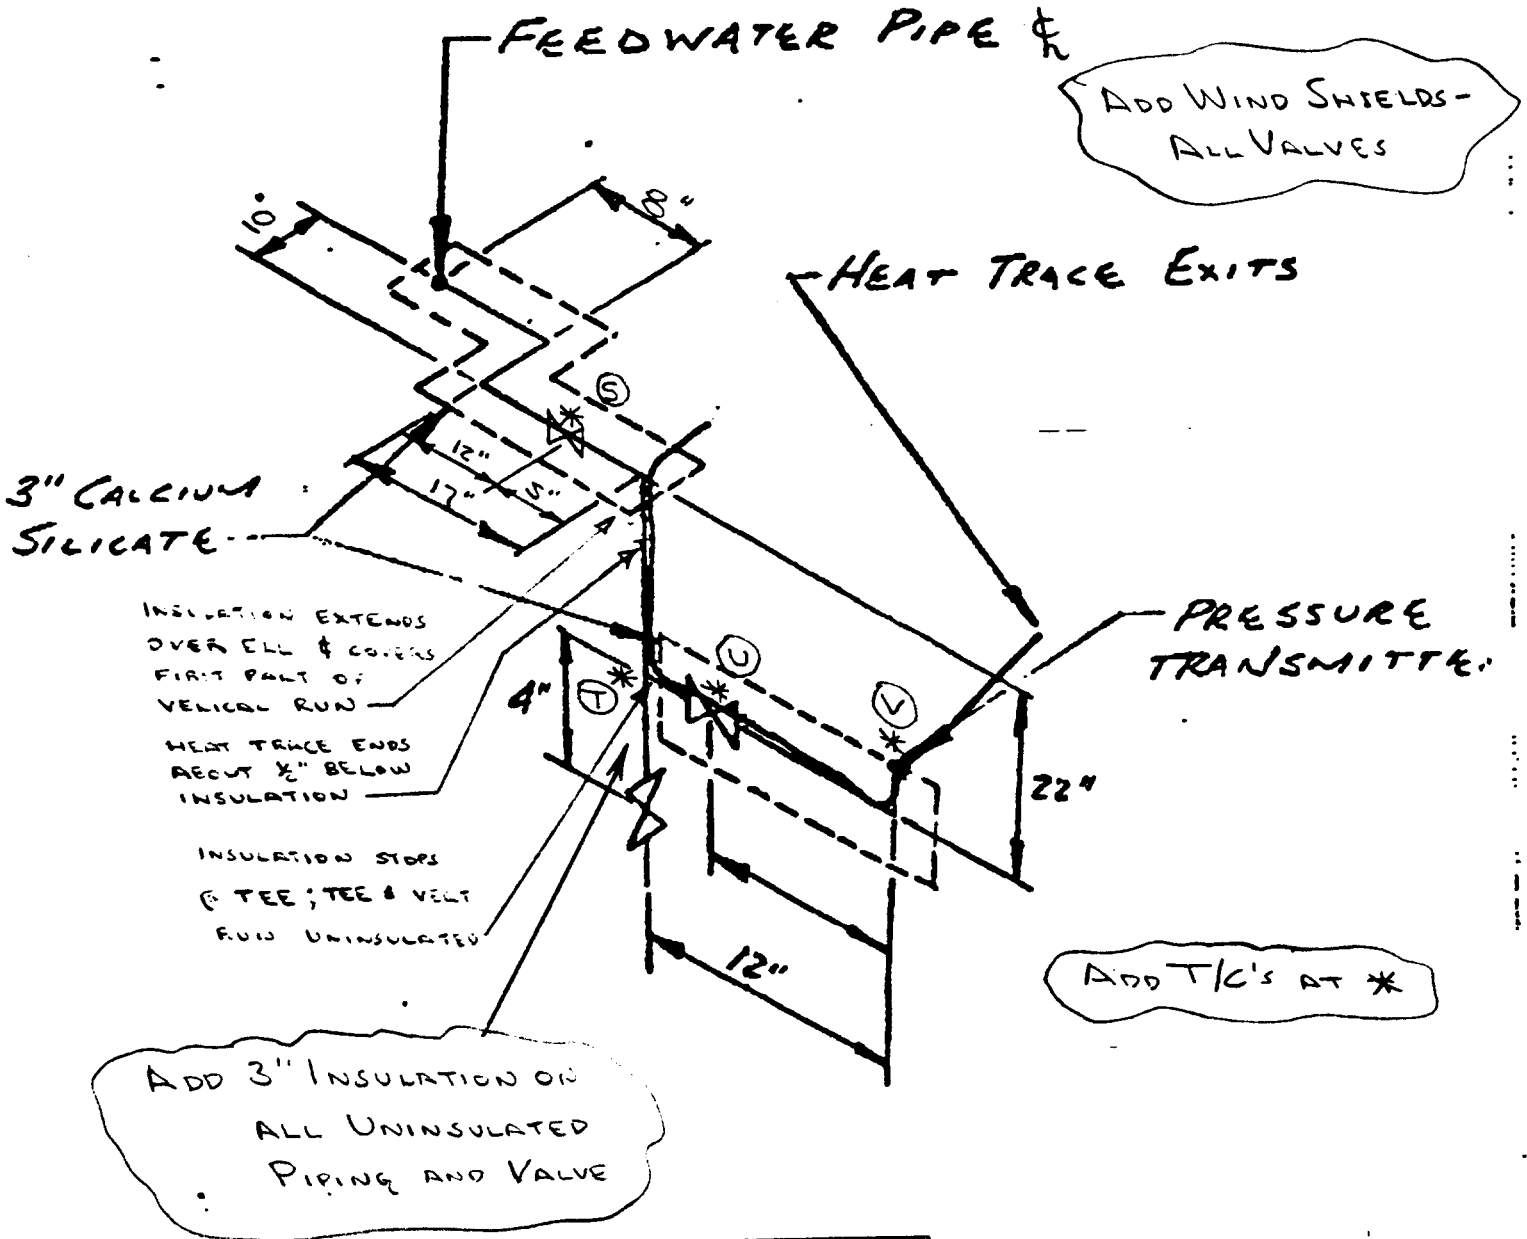 FEEDWATER PIPE ℄
ADD WIND SHIELDS-
ALL VALVES
10"
8"
HEAT TRACE EXITS
S
12"
5"
17"
3" CALCIUM
SILICATE
INSULATION EXTENDS
OVER ELL & COVERS
FIRST PART OF
VERICAL RUN
PRESSURE
TRANSMITTE
U
T
V
4"
HEAT TRACE ENDS
ABOUT ½" BELOW
INSULATION
22"
INSULATION STOPS
@ TEE; TEE & VERT
RUN UNINSULATED
12"
ADD T/C'S AT *
ADD 3" INSULATION ON
ALL UNINSULATED
PIPING AND VALVE